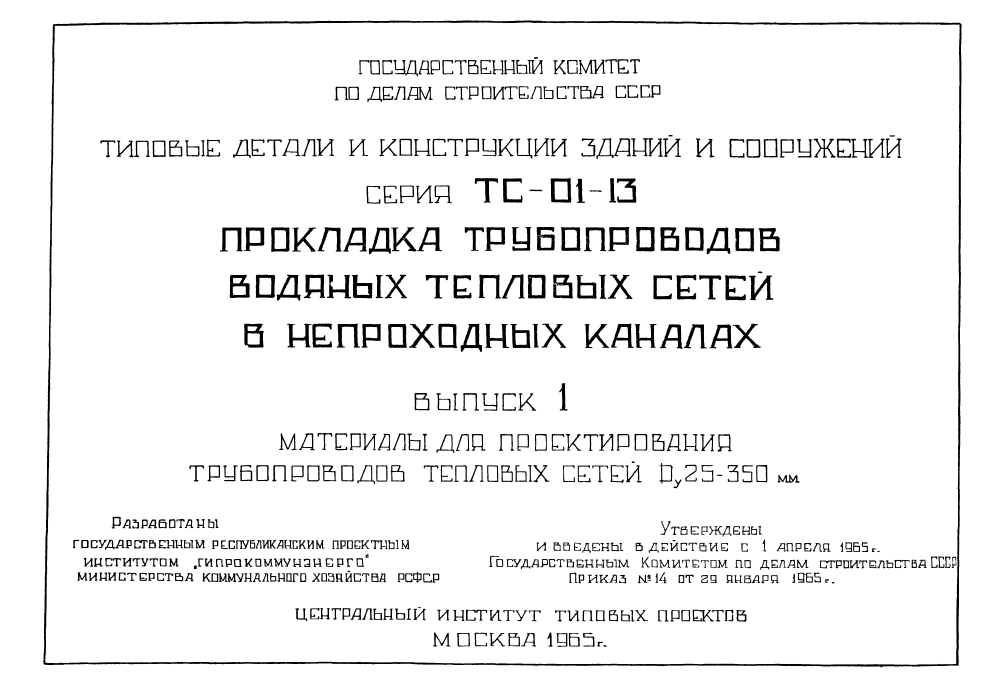 ГОСУДАРСТВЕННЫЙ КОМИТЕТ
ПО ДЕЛАМ СТРОИТЕЛЬСТВА СССР
ТИПОВЫЕ ДЕТАЛИ И КОНСТРУКЦИИ ЗДАНИЙ И СООРУЖЕНИЙ
СЕРИЯ ТС-01-13
ПРОКЛАДКА ТРУБОПРОВОДОВ
ВОДЯНЫХ ТЕПЛОВЫХ СЕТЕЙ
В НЕПРОХОДНЫХ КАНАЛАХ
ВЫПУСК 1
МАТЕРИАЛЫ ДЛЯ ПРОЕКТИРОВАНИЯ
ТРУБОПРОВОДОВ ТЕПЛОВЫХ СЕТЕЙ Dу25-350 мм.
РАЗРАБОТАНЫ
ГОСУДАРСТВЕННЫМ РЕСПУБЛИКАНСКИМ ПРОЕКТНЫМ
ИНСТИТУТОМ „ГИПРОКОММУНЭНЕРГО"
МИНИСТЕРСТВА КОММУНАЛЬНОГО ХОЗЯЙСТВА РСФСР
УТВЕРЖДЕНЫ
И ВВЕДЕНЫ В ДЕЙСТВИЕ С 1 АПРЕЛЯ 1965г.
ГОСУДАРСТВЕННЫМ КОМИТЕТОМ ПО ДЕЛАМ СТРОИТЕЛЬСТВА СССР
ПРИКАЗ №14 ОТ 29 ЯНВАРЯ 1965г.
ЦЕНТРАЛЬНЫЙ ИНСТИТУТ ТИПОВЫХ ПРОЕКТОВ
МОСКВА 1965г.